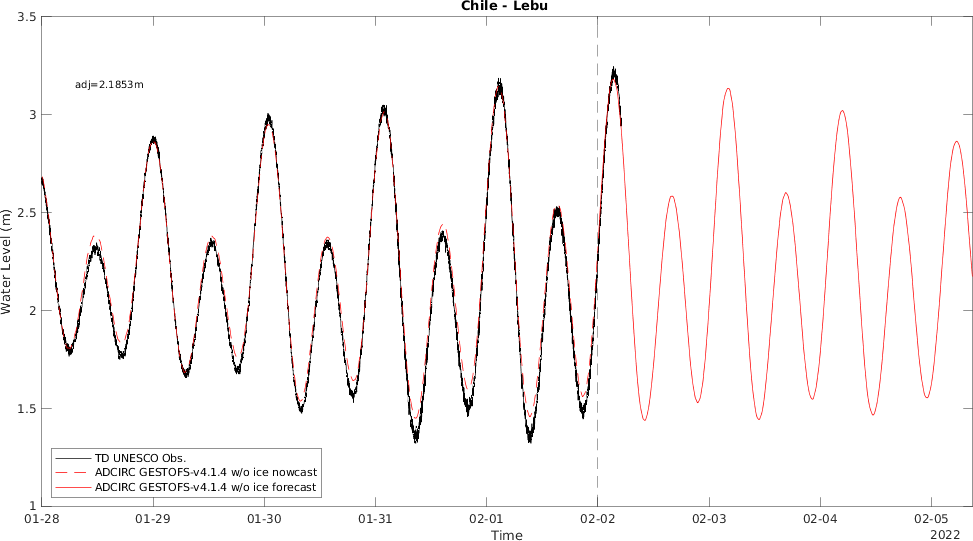 Chile - Lebu
3.5
adj=2.1853m
3
2.5
Water Level (m)
2
1.5
TD UNESCO Obs.
ADCIRC GESTOFS-v4.1.4 w/o ice nowcast
ADCIRC GESTOFS-v4.1.4 w/o ice forecast
1
01-28 01-29 01-30 01-31 02-01 02-02 02-03 02-04 02-05
Time
2022